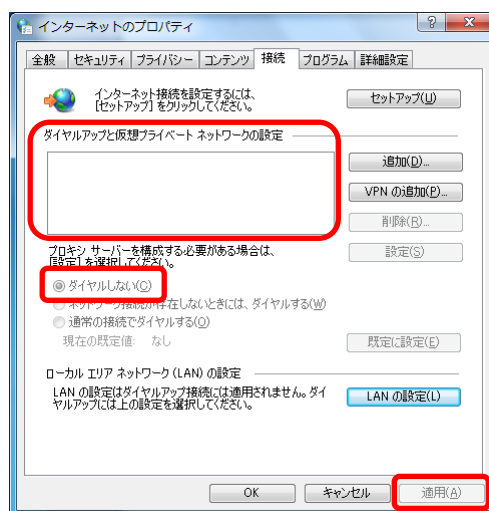 インターネットのプロパティ
全般 セキュリティ プライバシー コンテンツ 接続 プログラム 詳細設定
インターネット接続を設定するには、
[セットアップ] をクリックしてください。
セットアップ(U)
ダイヤルアップと仮想プライベート ネットワークの設定
追加(D)...
VPN の追加(P)...
削除(R)...
プロキシ サーバーを構成する必要がある場合は、
[設定] を選択してください。
設定(S)
ダイヤルしない(C)
ネットワーク接続が存在しないときには、ダイヤルする(W)
通常の接続でダイヤルする(O)
現在の既定値: なし
既定に設定(E)
ローカル エリア ネットワーク (LAN) の設定
LAN の設定はダイヤルアップ接続には適用されません。ダイ
ヤルアップには上の設定を選択してください。
LAN の設定(L)
OK キャンセル 適用(A)